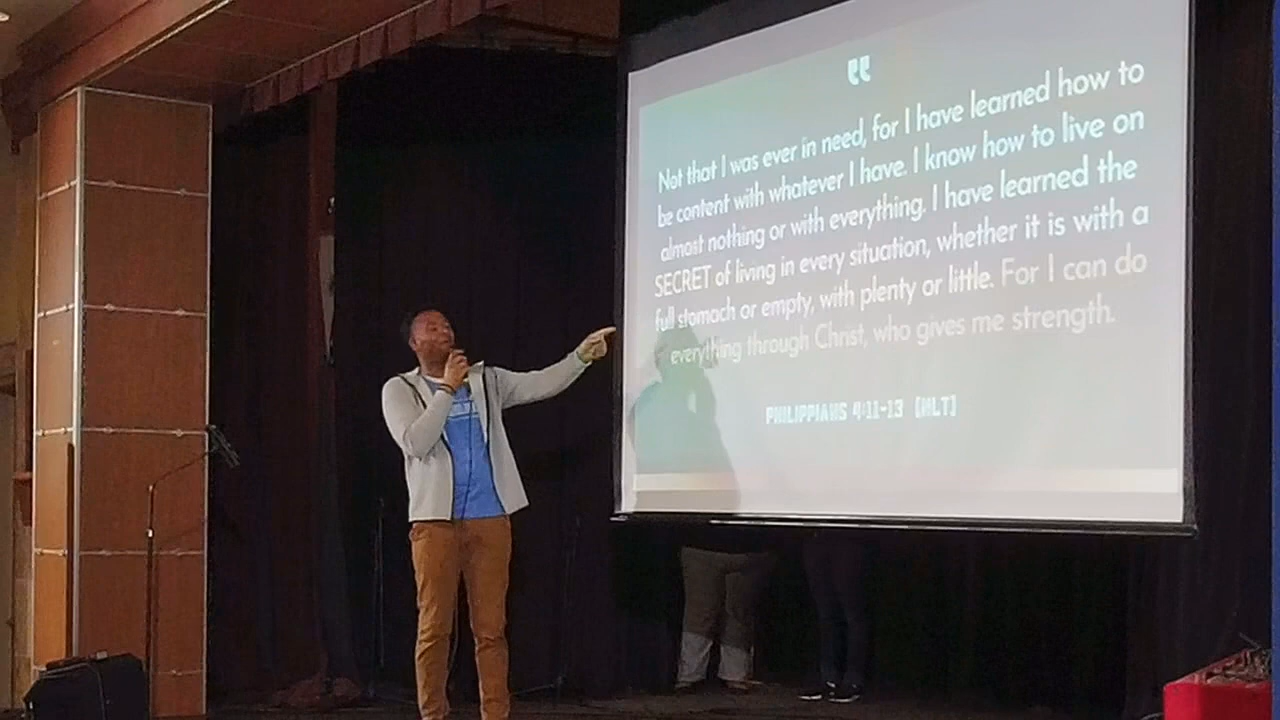 “
Not that I was ever in need, for I have learned how to
be content with whatever I have. I know how to live on
almost nothing or with everything. I have learned the
SECRET of living in every situation, whether it is with a
full stomach or empty, with plenty or little. For I can do
everything through Christ, who gives me strength.
PHILIPPIANS 4:11-13 (NLT)